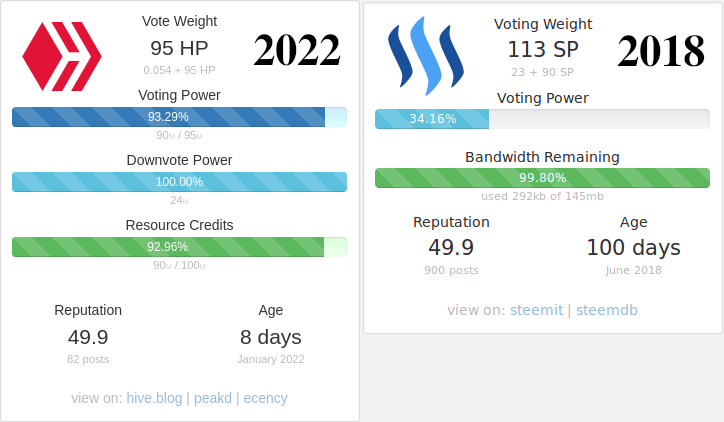 Vote Weight
95 HP
2022
0.054 + 95 HP
Voting Power
93.29%
90M / 95M
Downvote Power
100.00%
24M
Resource Credits
92.96%
90M / 100M
Reputation
Age
49.9
8 days
82 posts
January 2022
view on: hive.blog | peakd | ecency
Voting Weight
113 SP
2018
23 + 90 SP
Voting Power
34.16%
Bandwidth Remaining
99.80%
used 292kb of 145mb
Reputation
Age
49.9
100 days
900 posts
June 2018
view on: steemit | steemdb